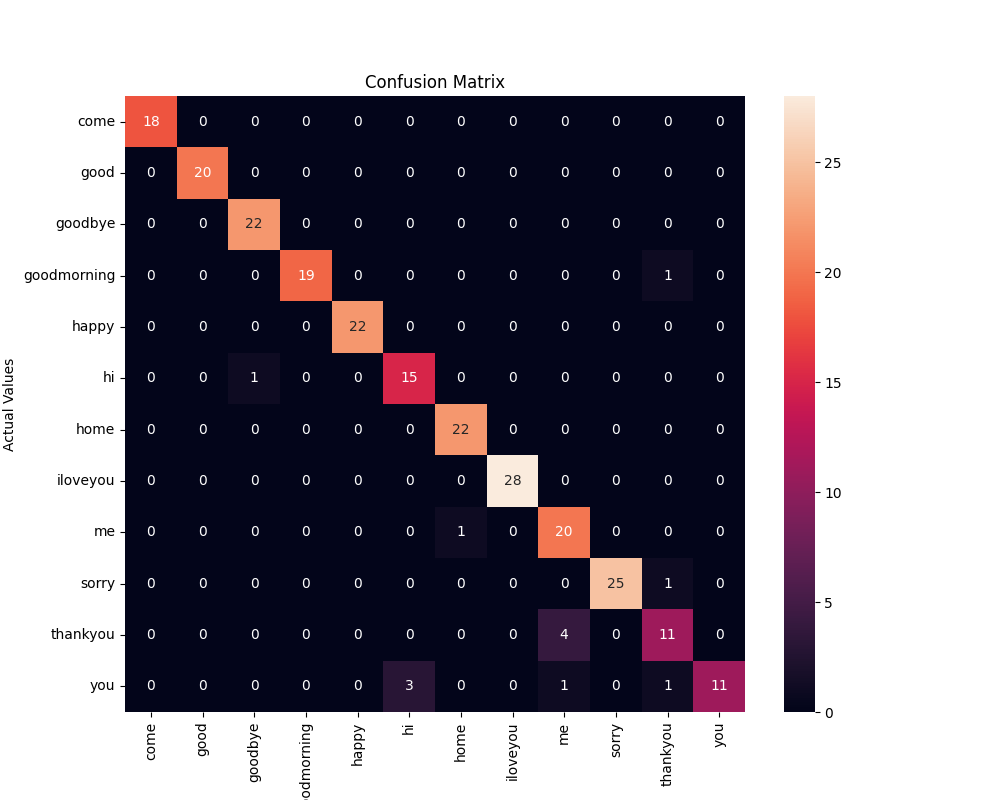 Confusion Matrix
come 18 0 0 0 0 0 0 0 0 0 0 0
good 0 20 0 0 0 0 0 0 0 0 0 0
goodbye 0 0 22 0 0 0 0 0 0 0 0 0
goodmorning 0 0 0 19 0 0 0 0 0 0 1 0
happy 0 0 0 0 22 0 0 0 0 0 0 0
hi 0 0 1 0 0 15 0 0 0 0 0 0
home 0 0 0 0 0 0 22 0 0 0 0 0
iloveyou 0 0 0 0 0 0 0 28 0 0 0 0
me 0 0 0 0 0 0 1 0 20 0 0 0
sorry 0 0 0 0 0 0 0 0 0 25 1 0
thankyou 0 0 0 0 0 0 0 0 4 0 11 0
you 0 0 0 0 0 3 0 0 1 0 1 11
come good goodbye oodmorning happy hi home iloveyou me sorry thankyou you
Actual Values
25
20
15
10
5
0